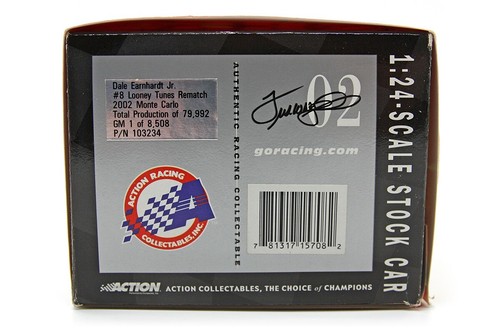 Dale Earnhardt Jr.
#8 Looney Tunes Rematch
2002 Monte Carlo
Total Production of 79,992
GM 1 of 8,508
P/N 103234
AUTHENTIC RACING COLLECTABLE
02
goracing.com
1:24-SCALE STOCK CAR
ACTION RACING
COLLECTABLES, INC.
7 81317 15708 2
ACTION
ACTION COLLECTABLES, THE CHOICE of CHAMPIONS